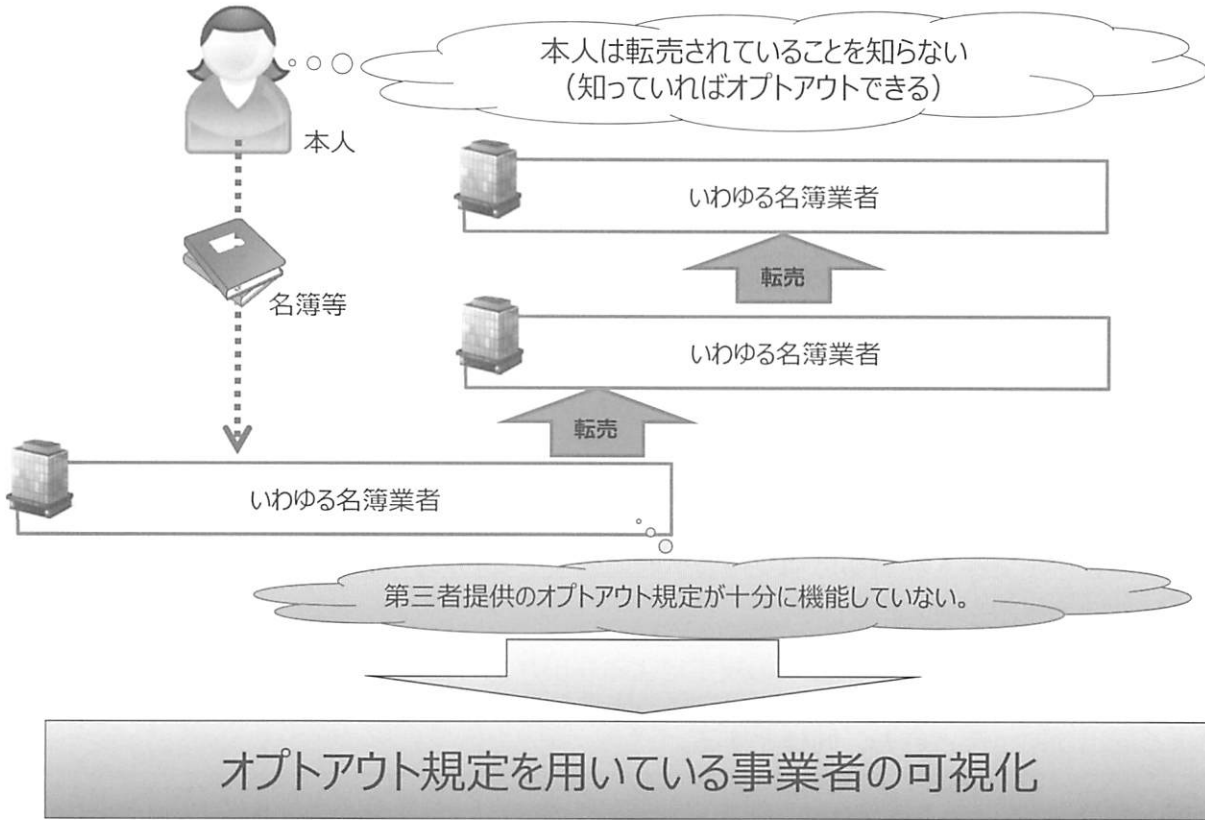 本人は転売されていることを知らない
（知っていればオプトアウトできる）
本人
いわゆる名簿業者
転売
名簿等
いわゆる名簿業者
転売
いわゆる名簿業者
第三者提供のオプトアウト規定が十分に機能していない。
オプトアウト規定を用いている事業者の可視化